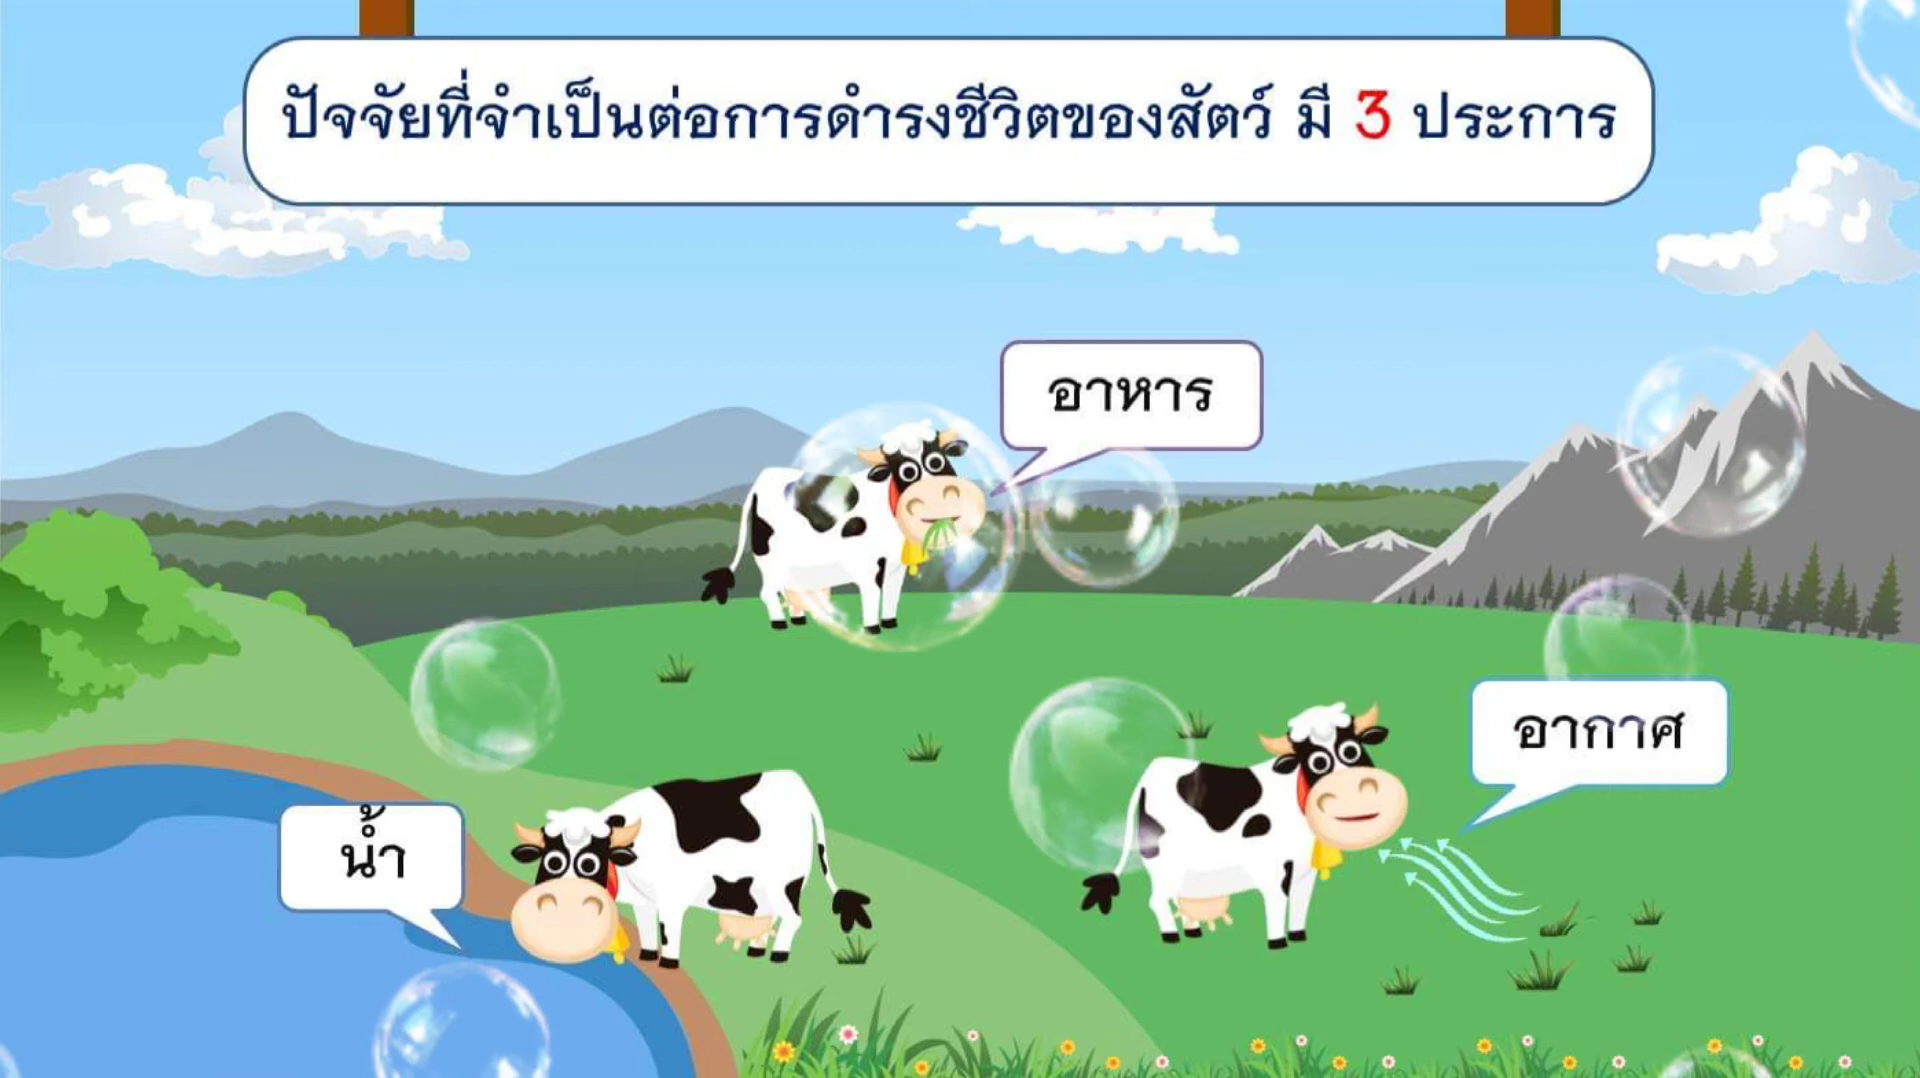 ปัจจัยที่จำเป็นต่อการดำรงชีวิตของสัตว์ มี 3 ประการ
อาหาร
อากาศ
น้ำ